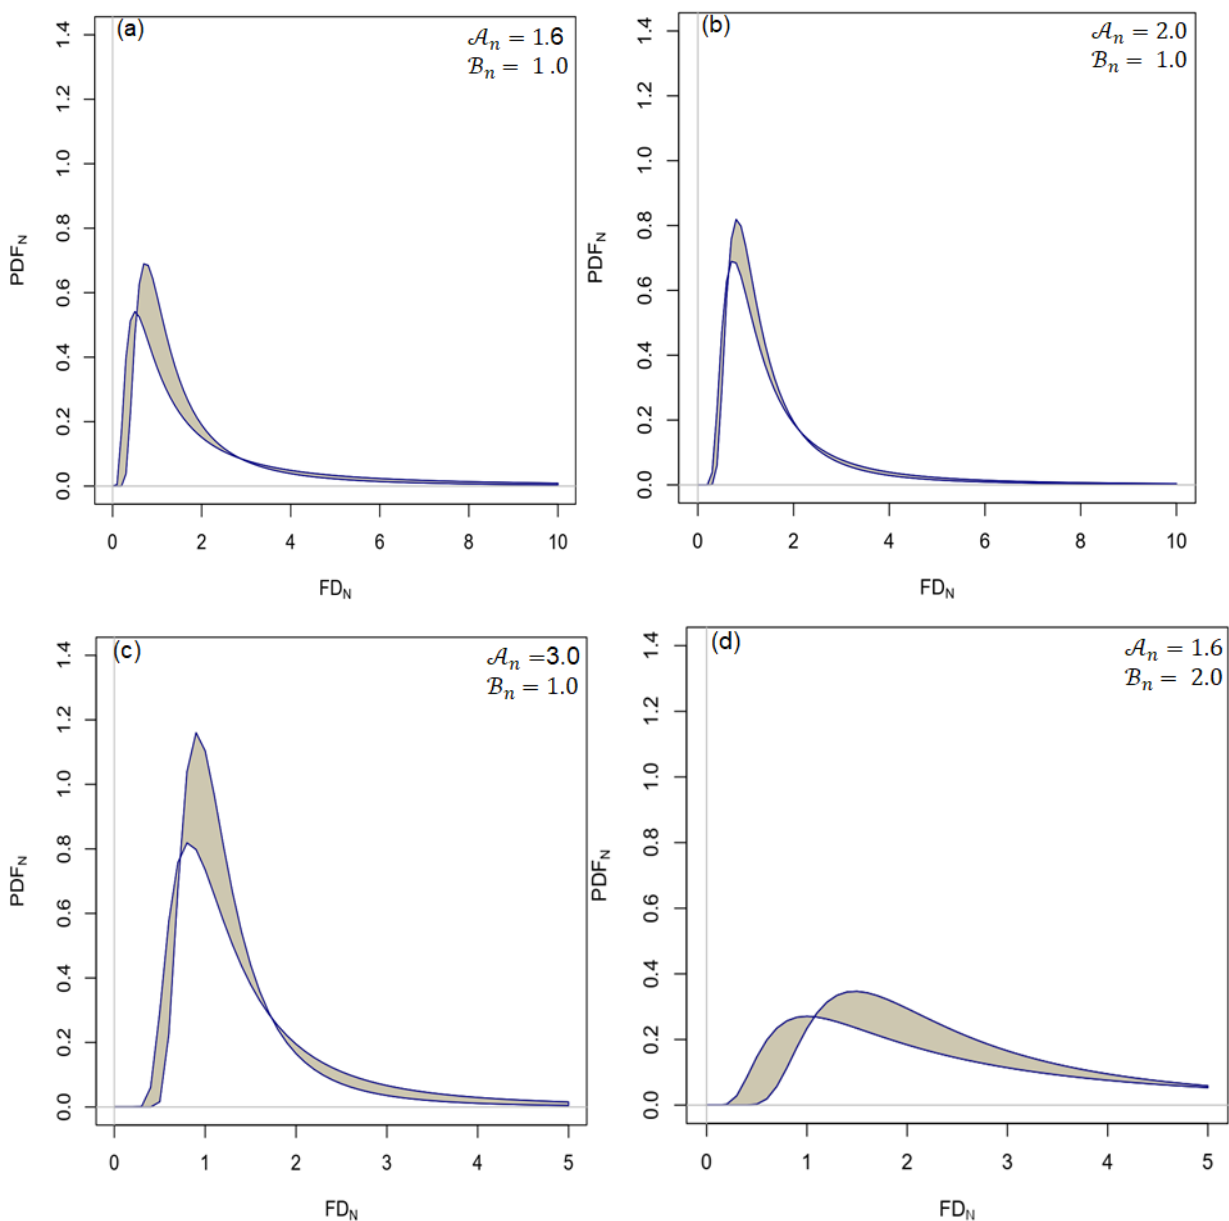 (a)
𝒜n = 1.6
ℬn = 1.0
1.4
1.2
1.0
0.8
0.6
0.4
0.2
0.0
PDFN
0 2 4 6 8 10
FDN
(b)
𝒜n = 2.0
ℬn = 1.0
1.4
1.2
1.0
0.8
0.6
0.4
0.2
0.0
PDFN
0 2 4 6 8 10
FDN
(c)
𝒜n =3.0
ℬn = 1.0
1.4
1.2
1.0
0.8
0.6
0.4
0.2
0.0
PDFN
0 1 2 3 4 5
FDN
(d)
𝒜n = 1.6
ℬn = 2.0
1.4
1.2
1.0
0.8
0.6
0.4
0.2
0.0
PDFN
0 1 2 3 4 5
FDN